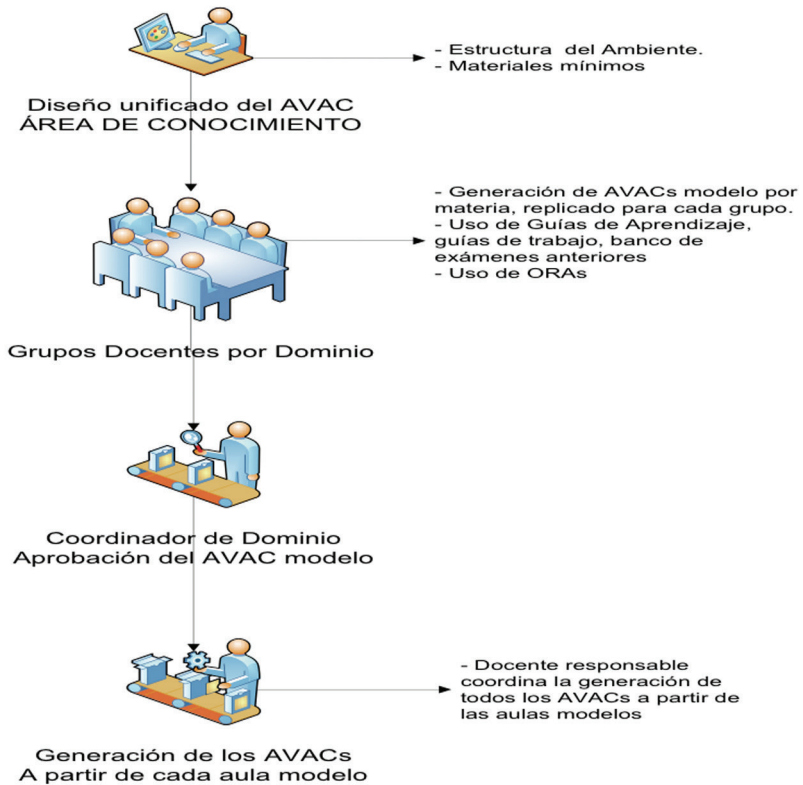 - Estructura del Ambiente.
- Materiales mínimos
Diseño unificado del AVAC
ÁREA DE CONOCIMIENTO
- Generación de AVACs modelo por
materia, replicado para cada grupo.
- Uso de Guías de Aprendizaje,
guías de trabajo, banco de
exámenes anteriores
- Uso de ORAs
Grupos Docentes por Dominio
Coordinador de Dominio
Aprobación del AVAC modelo
- Docente responsable
coordina la generación de
todos los AVACs a partir de
las aulas modelos
Generación de los AVACs
A partir de cada aula modelo